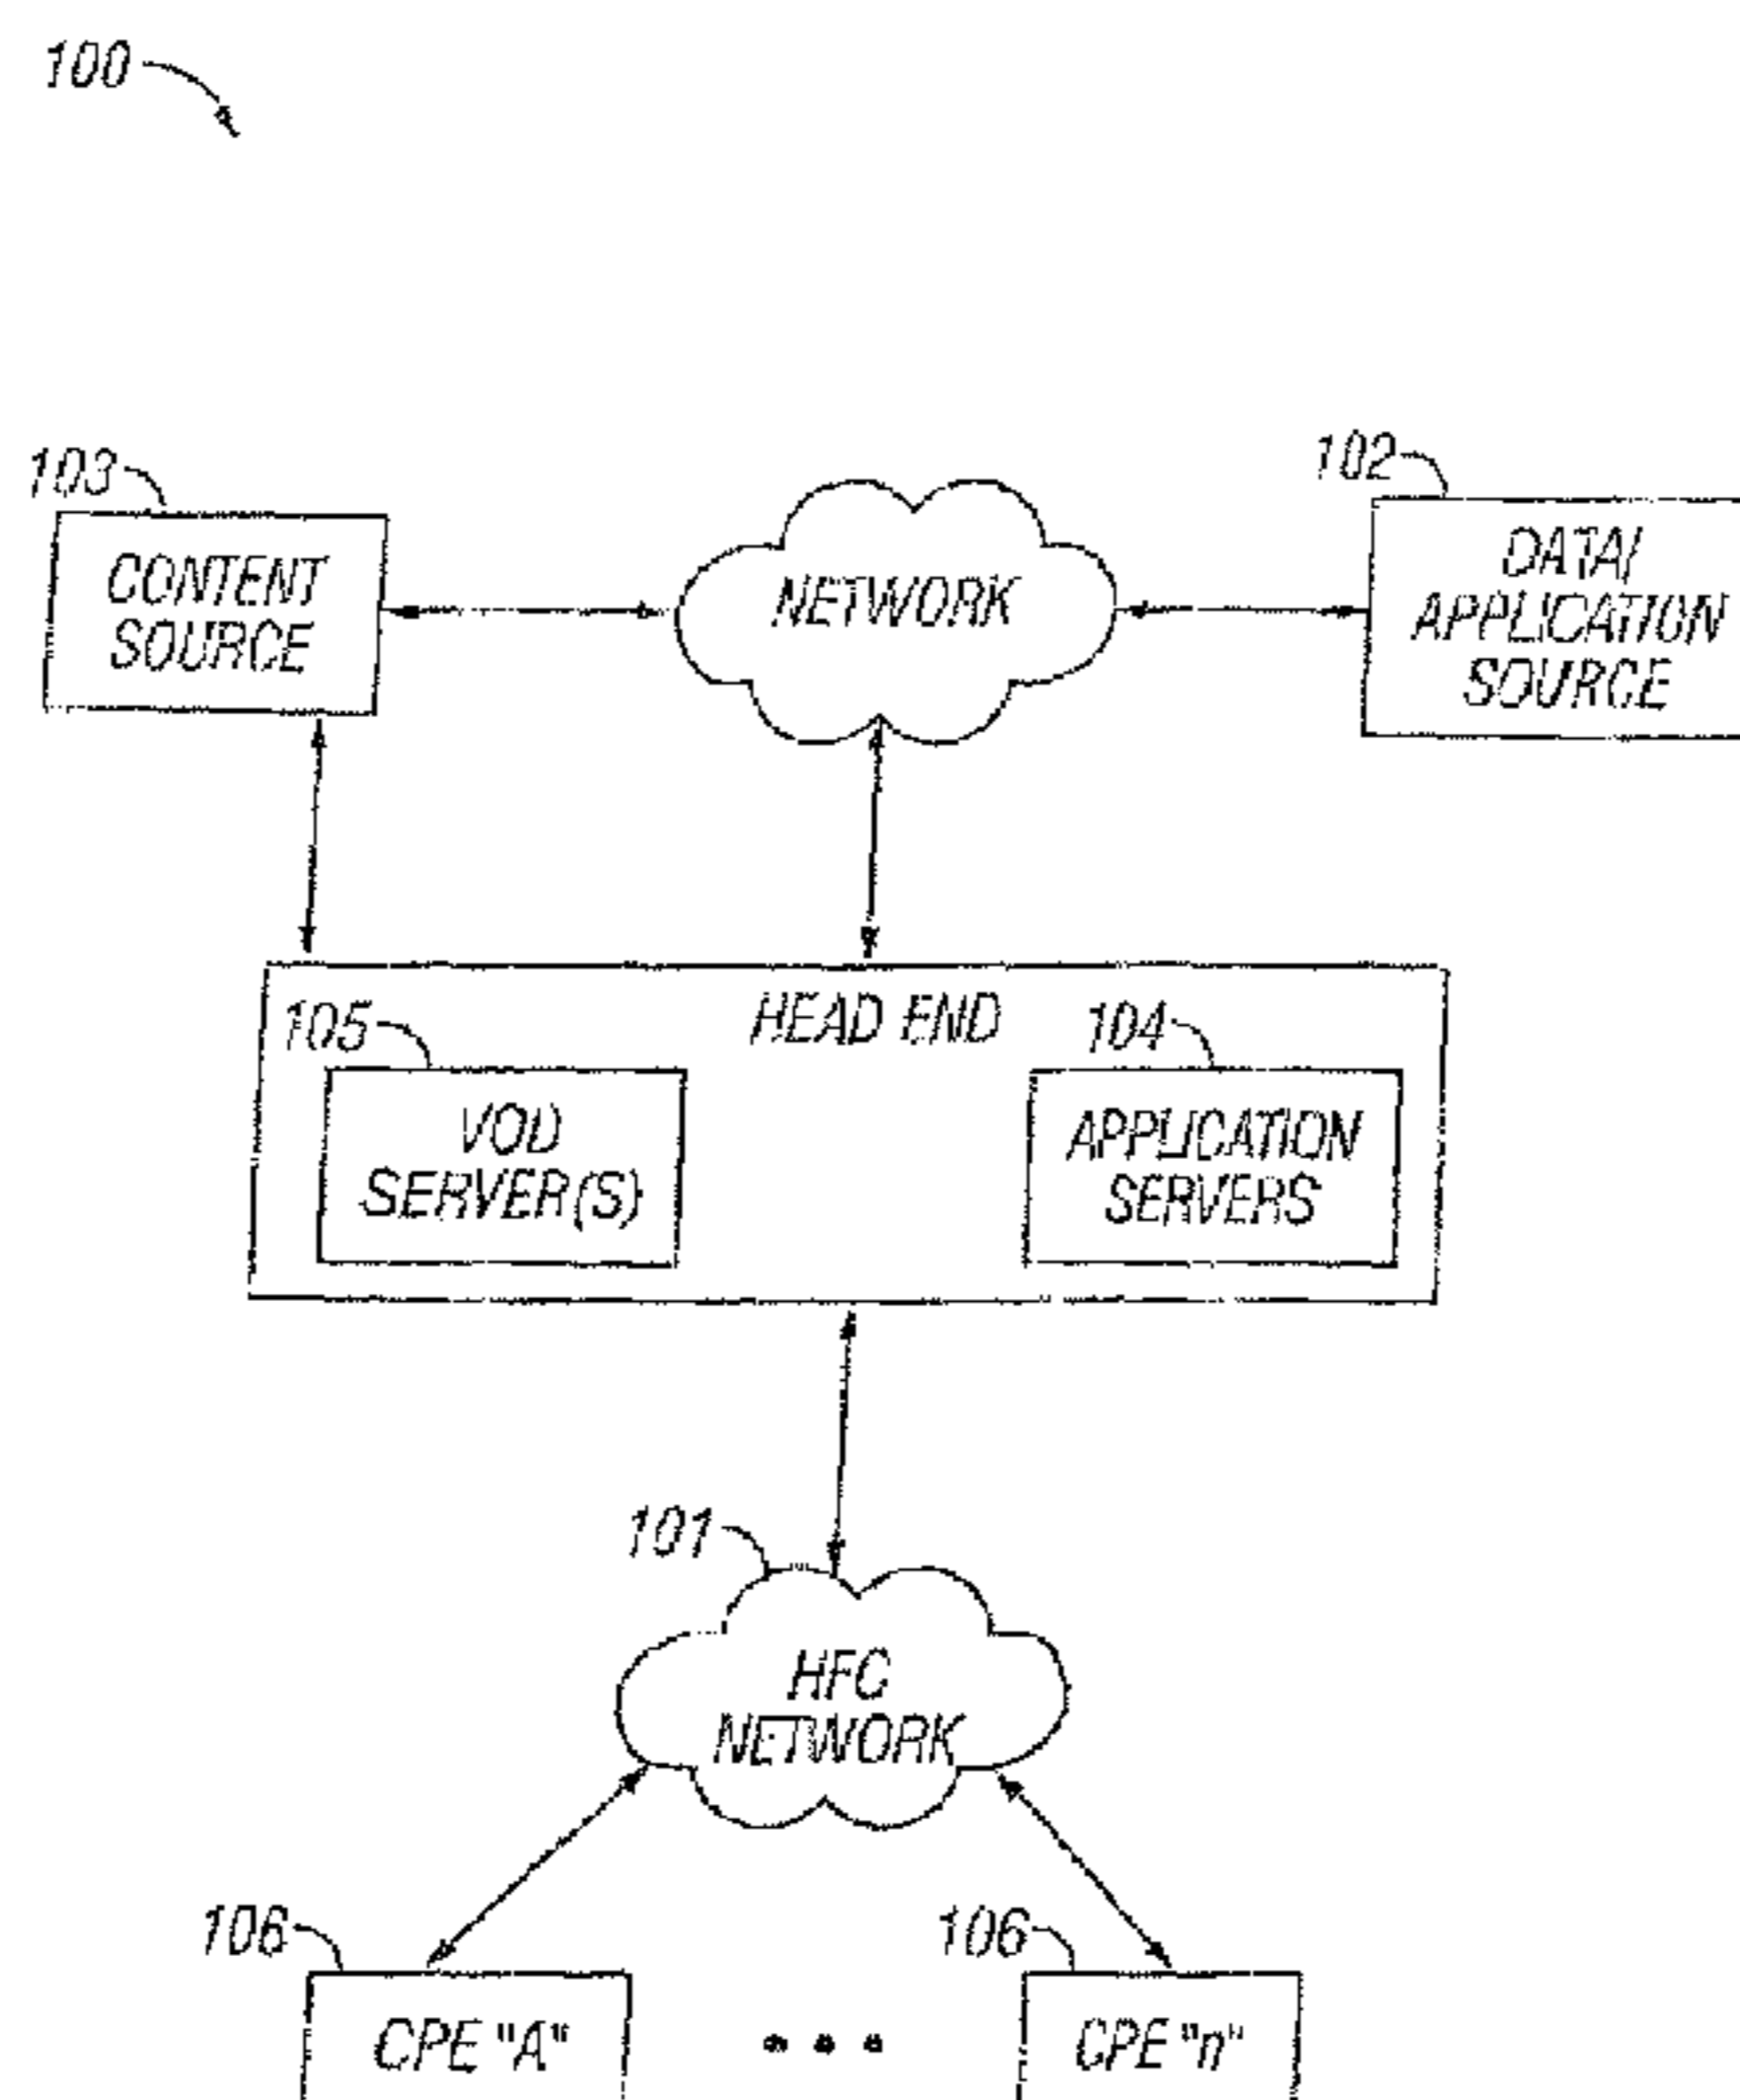 100
103
102
CONTENT
SOURCE
NETWORK
DATA/
APPLICATION
SOURCE
HEAD END
105
104
VOD
SERVER(S)
APPLICATION
SERVERS
101
HFC
NETWORK
106
106
CPE "A"
CPE "n"